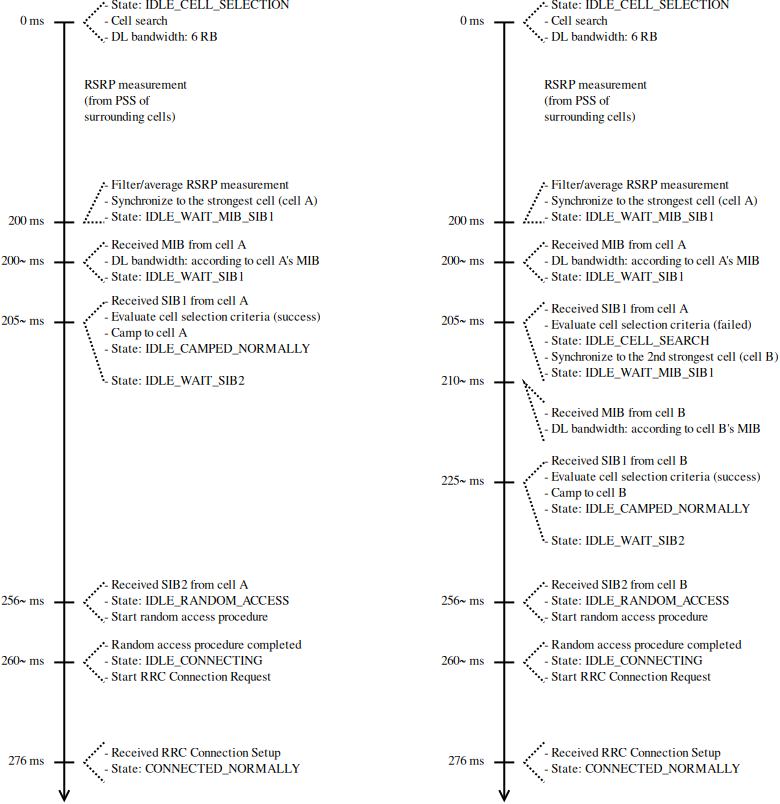 - State: IDLE_CELL_SELECTION
0 ms
- Cell search
- DL bandwidth: 6 RB
RSRP measurement
(from PSS of
surrounding cells)
- Filter/average RSRP measurement
- Synchronize to the strongest cell (cell A)
200 ms
- State: IDLE_WAIT_MIB_SIB1
- Received MIB from cell A
200~ ms
- DL bandwidth: according to cell A's MIB
- State: IDLE_WAIT_SIB1
- Received SIB1 from cell A
- Evaluate cell selection criteria (success)
205~ ms
- Camp to cell A
- State: IDLE_CAMPED_NORMALLY
- State: IDLE_WAIT_SIB2
- Received SIB2 from cell A
256~ ms
- State: IDLE_RANDOM_ACCESS
- Start random access procedure
- Random access procedure completed
260~ ms
- State: IDLE_CONNECTING
- Start RRC Connection Request
- Received RRC Connection Setup
276 ms
- State: CONNECTED_NORMALLY
- State: IDLE_CELL_SELECTION
0 ms
- Cell search
- DL bandwidth: 6 RB
RSRP measurement
(from PSS of
surrounding cells)
- Filter/average RSRP measurement
- Synchronize to the strongest cell (cell A)
200 ms
- State: IDLE_WAIT_MIB_SIB1
- Received MIB from cell A
200~ ms
- DL bandwidth: according to cell A's MIB
- State: IDLE_WAIT_SIB1
- Received SIB1 from cell A
205~ ms
- Evaluate cell selection criteria (failed)
- State: IDLE_CELL_SEARCH
- Synchronize to the 2nd strongest cell (cell B)
- State: IDLE_WAIT_MIB_SIB1
210~ ms
- Received MIB from cell B
- DL bandwidth: according to cell B's MIB
- Received SIB1 from cell B
- Evaluate cell selection criteria (success)
225~ ms
- Camp to cell B
- State: IDLE_CAMPED_NORMALLY
- State: IDLE_WAIT_SIB2
- Received SIB2 from cell B
256~ ms
- State: IDLE_RANDOM_ACCESS
- Start random access procedure
- Random access procedure completed
260~ ms
- State: IDLE_CONNECTING
- Start RRC Connection Request
- Received RRC Connection Setup
276 ms
- State: CONNECTED_NORMALLY